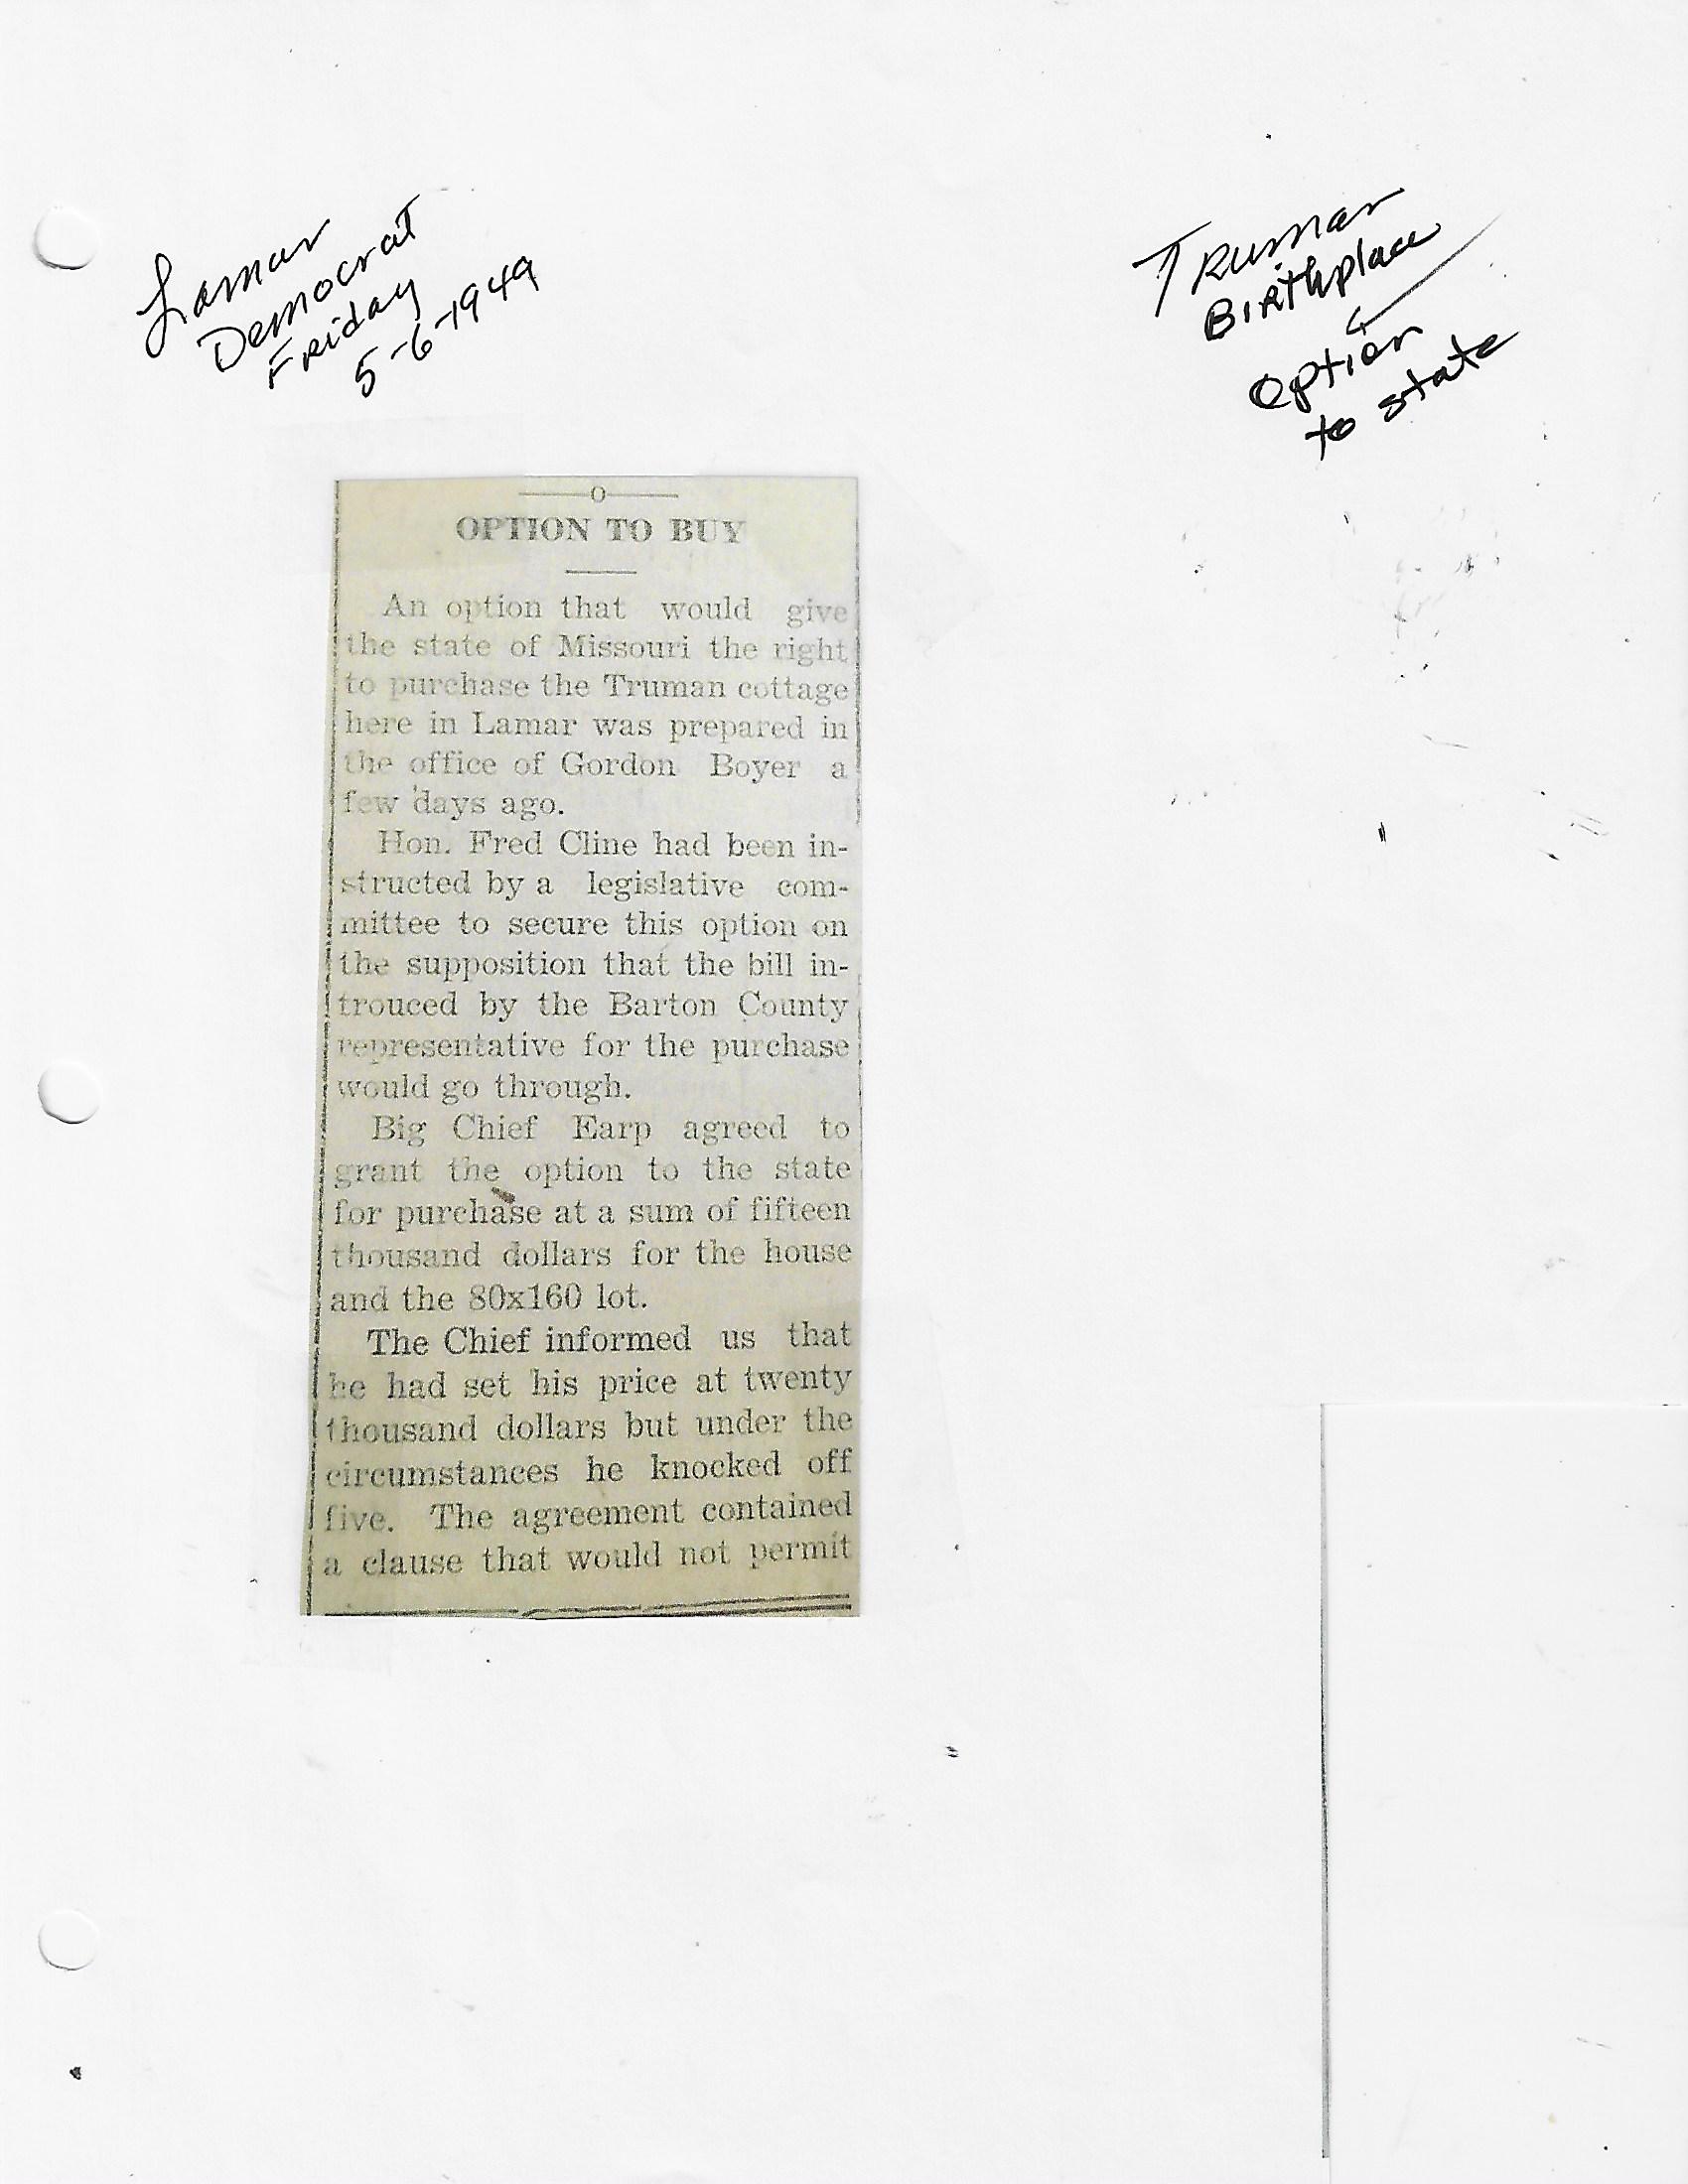 Lamar
Democrat
Friday
5-6-1949
Truman
Birthplace
Option
to state
O
OPTION TO BUY
An option that would give
the state of Missouri the right
to purchase the Truman cottage
here in Lamar was prepared in
the office of Gordon Boyer a
few days ago.
Hon. Fred Cline had been in-
structed by a legislative com-
mittee to secure this option on
the supposition that the bill in-
trouced by the Barton County
representative for the purchase
would go through.
Big Chief Earp agreed to
grant the option to the state
for purchase at a sum of fifteen
thousand dollars for the house
and the 80x160 lot.
The Chief informed us that
he had set his price at twenty
thousand dollars but under the
circumstances he knocked off
five. The agreement contained
a clause that would not permit